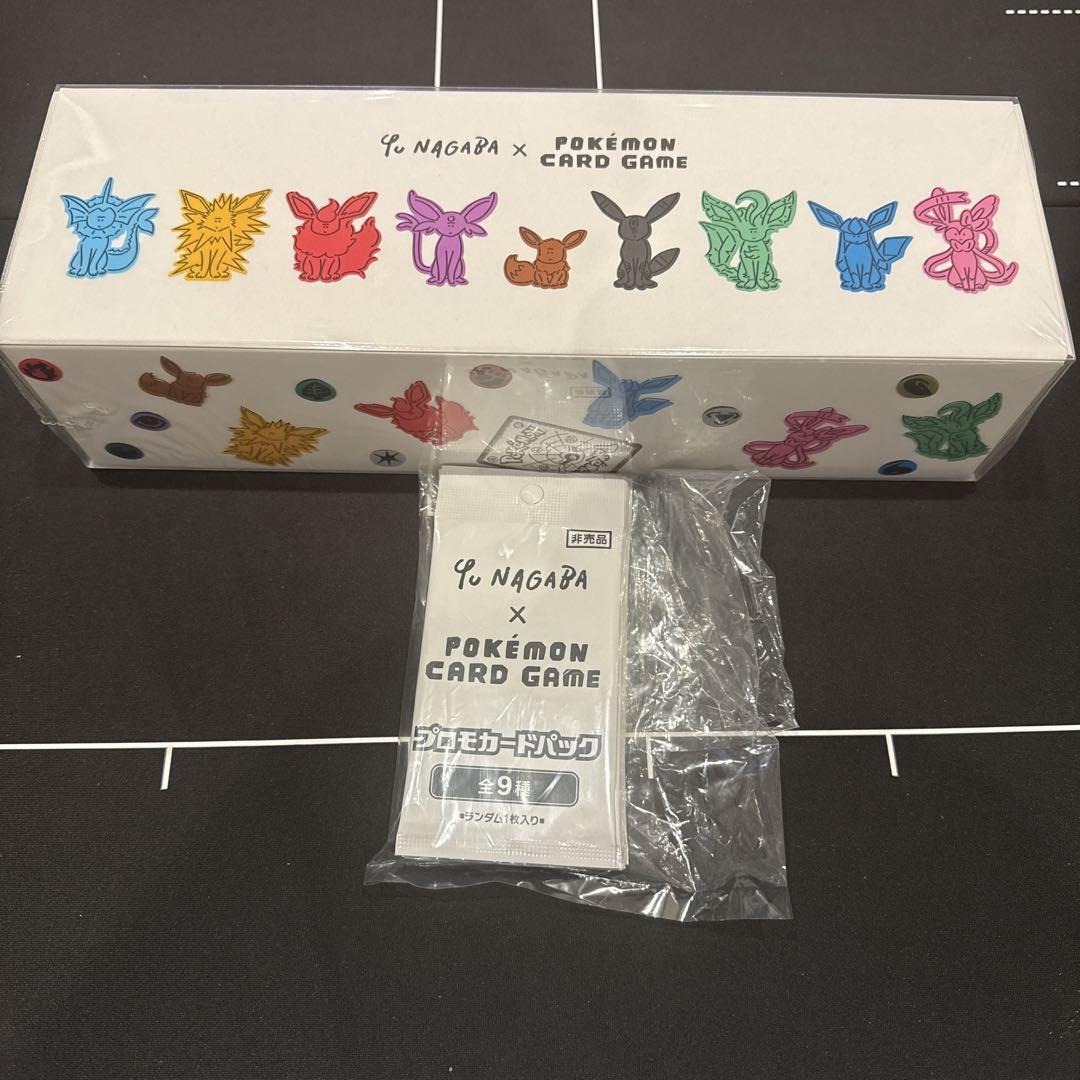 Yu NAGABA × POKÉMON
CARD GAME
非売品
Yu NAGABA
×
POKÉMON
CARD GAME
プロモカードパック
全9種
■ランダム1枚入り■